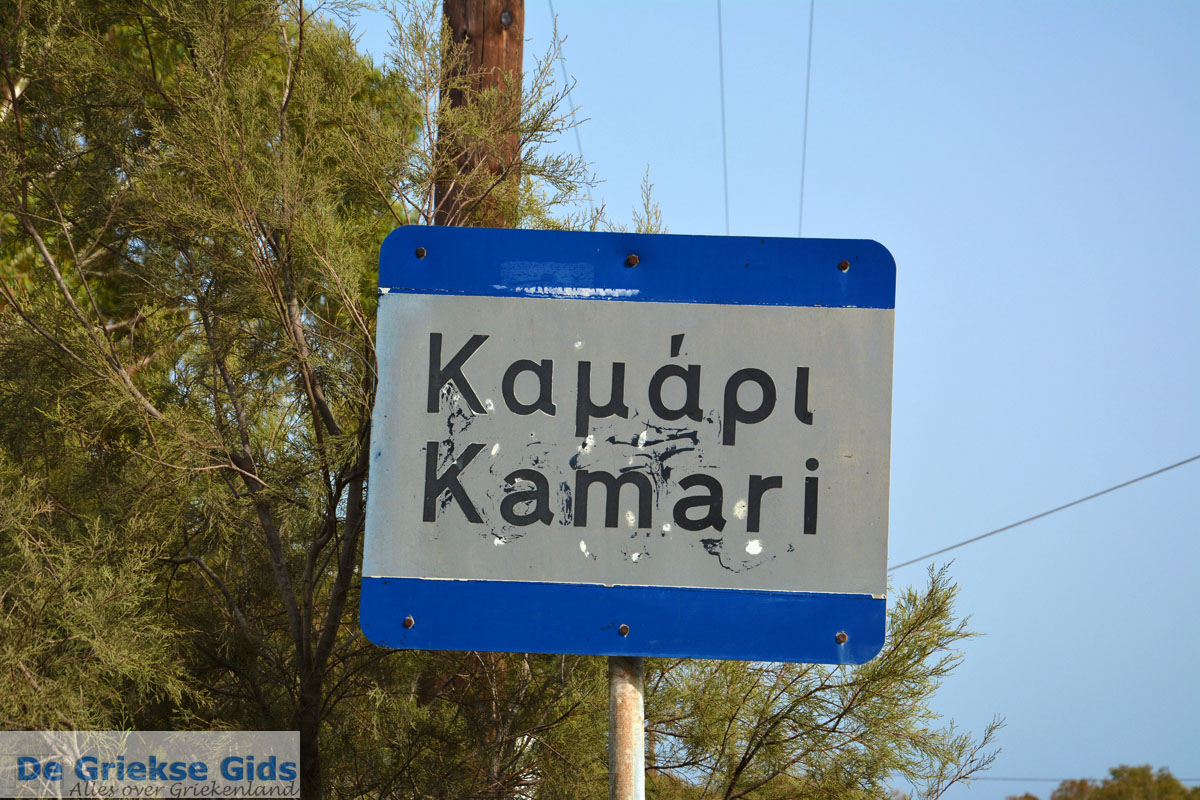 Καμάρι
Kamari
De Griekse Gids
Alles over Griekenland